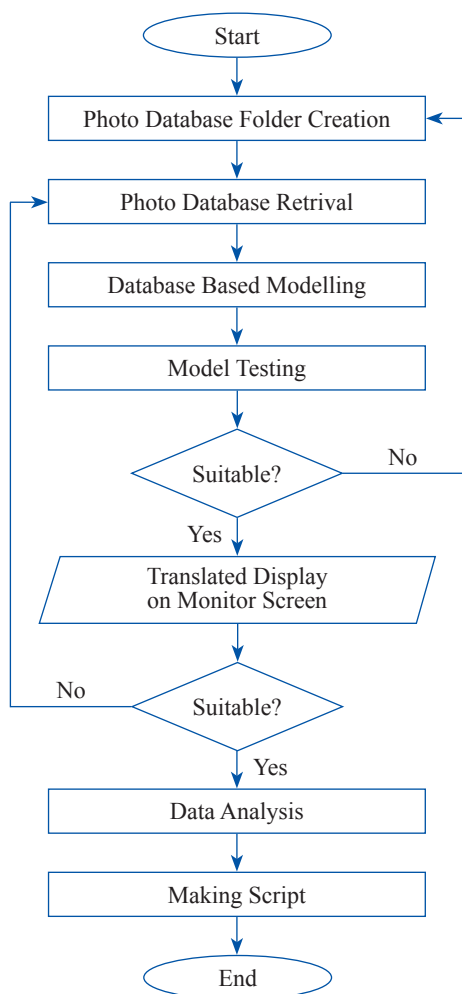 Start
Photo Database Folder Creation
Photo Database Retrival
Database Based Modelling
Model Testing
Suitable?
No
Yes
Translated Display
on Monitor Screen
No
Suitable?
Yes
Data Analysis
Making Script
End